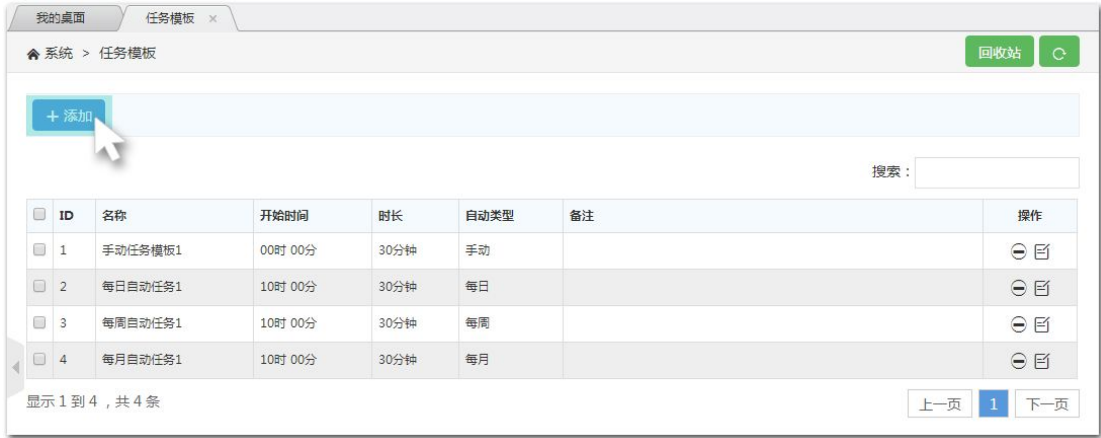 我的桌面 任务模板 ×
系统 > 任务模板 回收站
+ 添加
搜索：
ID 名称 开始时间 时长 自动类型 备注 操作
1 手动任务模板1 00时 00分 30分钟 手动
2 每日自动任务1 10时 00分 30分钟 每日
3 每周自动任务1 10时 00分 30分钟 每周
4 每月自动任务1 10时 00分 30分钟 每月
显示 1 到 4 ，共 4 条 上一页 1 下一页